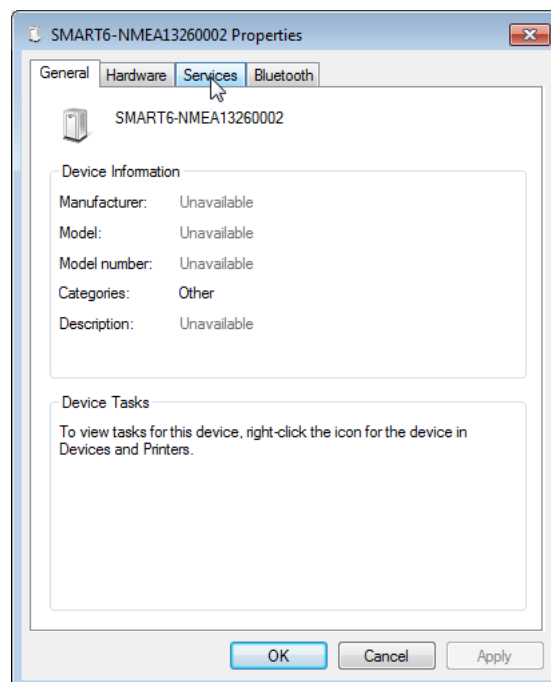 SMART6-NMEA13260002 Properties
General Hardware Services Bluetooth
SMART6-NMEA13260002
Device Information
Manufacturer: Unavailable
Model: Unavailable
Model number: Unavailable
Categories: Other
Description: Unavailable
Device Tasks
To view tasks for this device, right-click the icon for the device in
Devices and Printers.
OK Cancel Apply